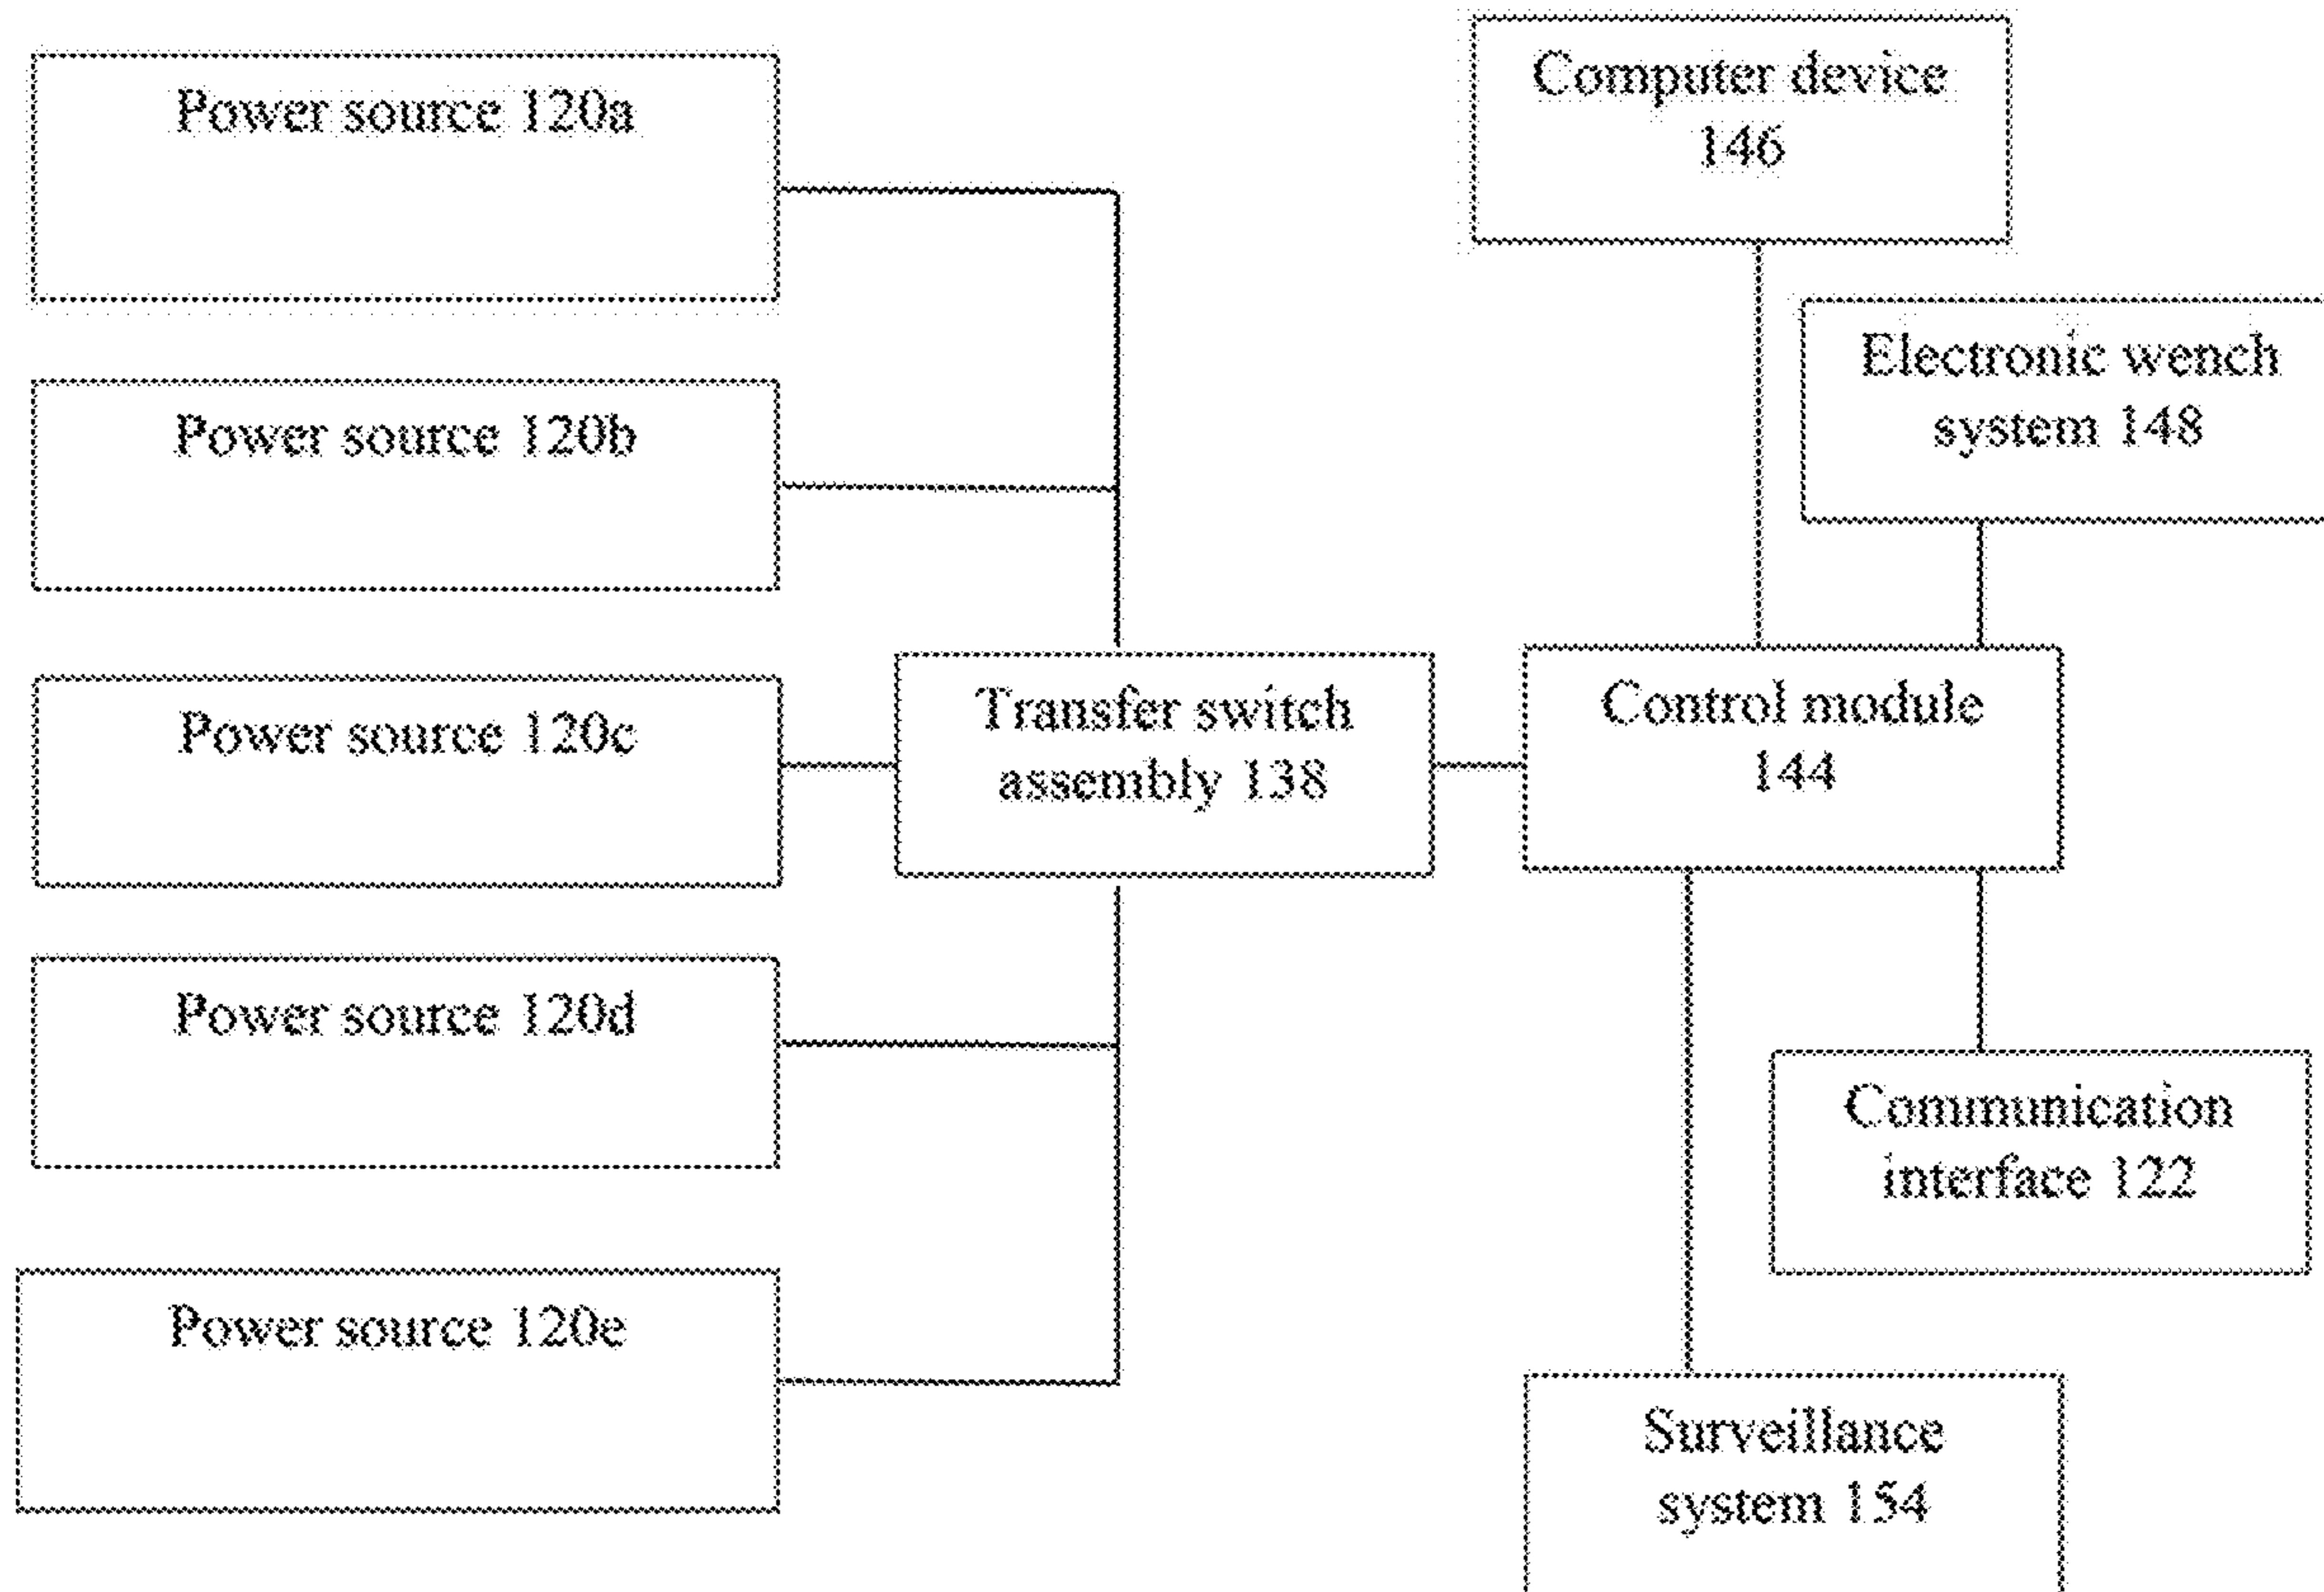 Power source 120a
Power source 120b
Power source 120c
Power source 120d
Power source 120e
Transfer switch
assembly 138
Computer device
146
Electronic wench
system 148
Control module
144
Communication
interface 122
Surveillance
system 154